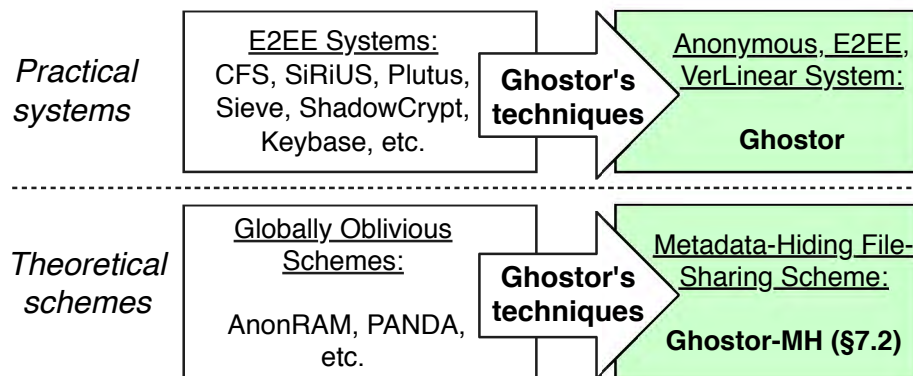 Practical
systems
E2EE Systems:
CFS, SiRiUS, Plutus,
Sieve, ShadowCrypt,
Keybase, etc.
Ghostor's
techniques
Anonymous, E2EE,
VerLinear System:
Ghostor
Theoretical
schemes
Globally Oblivious
Schemes:
AnonRAM, PANDA,
etc.
Ghostor's
techniques
Metadata-Hiding File-
Sharing Scheme:
Ghostor-MH (§7.2)